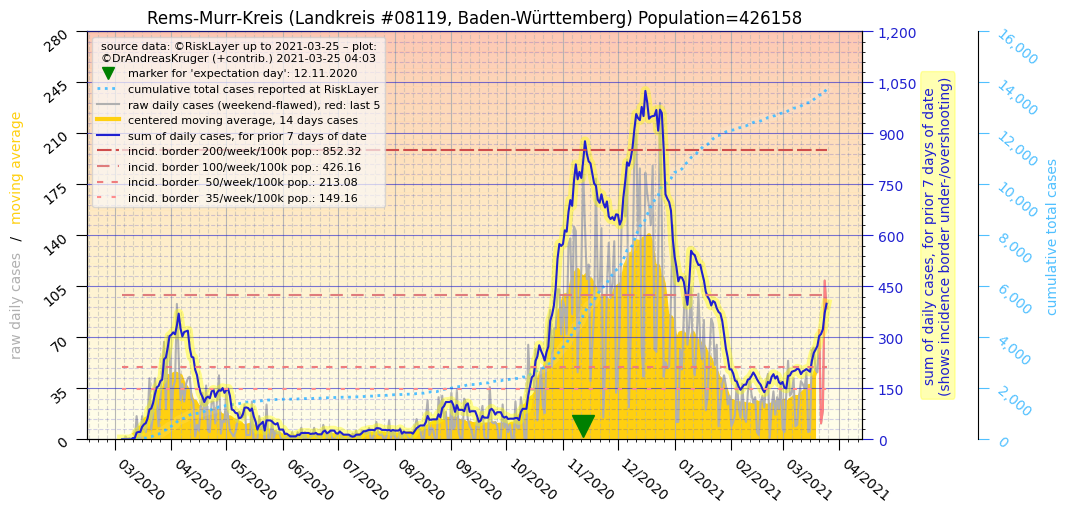 Rems-Murr-Kreis (Landkreis #08119, Baden-Württemberg) Population=426158
source data: ©RiskLayer up to 2021-03-25 – plot:
©DrAndreasKruger (+contrib.) 2021-03-25 04:03
marker for 'expectation day': 12.11.2020
cumulative total cases reported at RiskLayer
raw daily cases (weekend-flawed), red: last 5
centered moving average, 14 days cases
sum of daily cases, for prior 7 days of date
incid. border 200/week/100k pop.: 852.32
incid. border 100/week/100k pop.: 426.16
incid. border  50/week/100k pop.: 213.08
incid. border  35/week/100k pop.: 149.16
raw daily cases / moving average
280
245
210
175
140
105
70
35
0
03/2020
04/2020
05/2020
06/2020
07/2020
08/2020
09/2020
10/2020
11/2020
12/2020
01/2021
02/2021
03/2021
04/2021
1,200
1,050
900
750
600
450
300
150
0
sum of daily cases, for prior 7 days of date
(shows incidence border under-/overshooting)
16,000
14,000
12,000
10,000
8,000
6,000
4,000
2,000
0
cumulative total cases